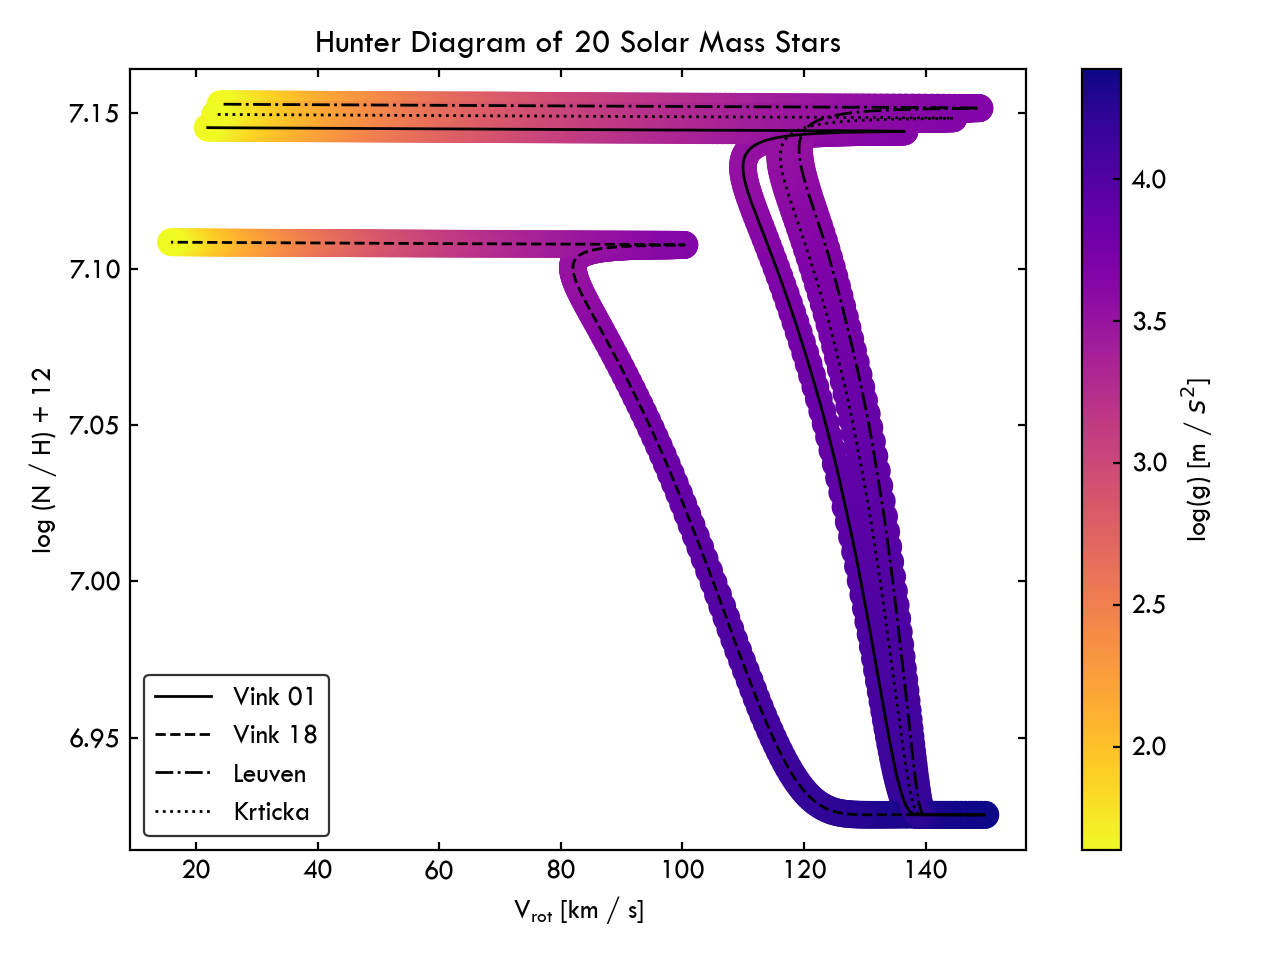 Hunter Diagram of 20 Solar Mass Stars
log (N / H) + 12
7.15
7.10
7.05
7.00
6.95
20 40 60 80 100 120 140
V_rot [km / s]
Vink 01
Vink 18
Leuven
Krticka
4.0
3.5
3.0
2.5
2.0
log(g) [m / s²]